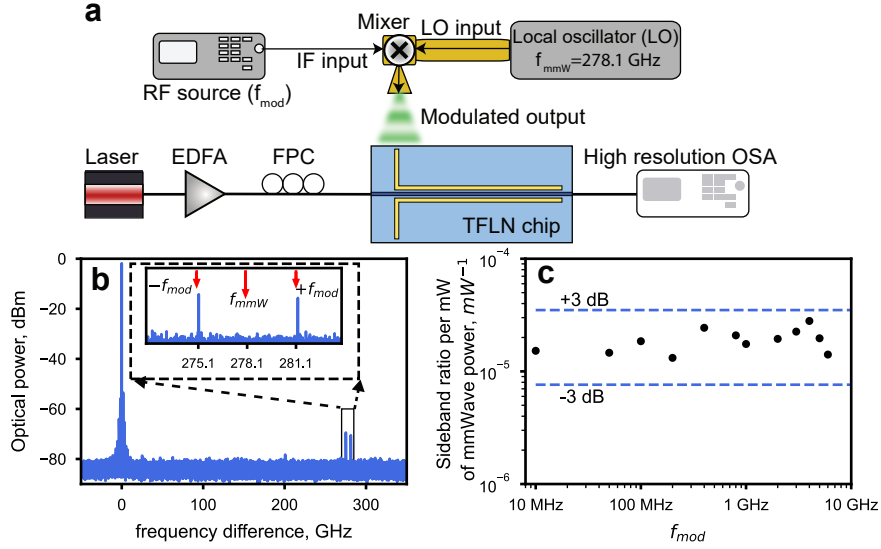 a
Mixer
LO input
Local oscillator (LO)
f_mmW=278.1 GHz
IF input
RF source (f_mod)
Modulated output
Laser
EDFA
FPC
High resolution OSA
TFLN chip
b
Optical power, dBm
0
−20
−40
−60
−80
−f_mod
f_mmW
+f_mod
275.1
278.1
281.1
0
100
200
300
frequency difference, GHz
c
Sideband ratio per mW
of mmWave power, mW⁻¹
10⁻⁴
10⁻⁵
10⁻⁶
+3 dB
-3 dB
10 MHz
100 MHz
1 GHz
10 GHz
f_mod